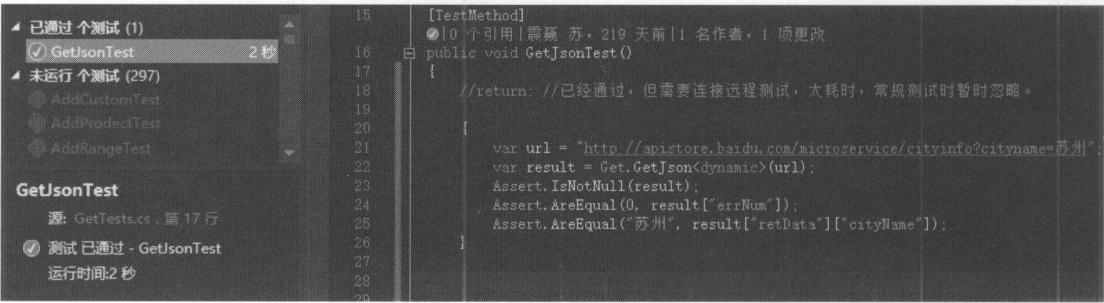 已通过 个测试 (1)
GetJsonTest 2 秒
未运行 个测试 (297)
AddCustomTest
AddProdectTest
AddRangeTest
GetJsonTest
源: GetTests.cs，第 17 行
测试 已通过 - GetJsonTest
运行时间:2 秒
15 [TestMethod]
|0 个引用|震巍 苏，219 天前|1 名作者，1 项更改
16 public void GetJsonTest()
17 {
18 //return; //已经通过，但需要连接远程测试，太耗时，常规测试时暂时忽略。
19
20 {
21 var url = "http://apistore.baidu.com/microservice/cityinfo?cityname=苏州";
22 var result = Get.GetJson<dynamic>(url);
23 Assert.IsNotNull(result);
24 Assert.AreEqual(0, result["errNum"]);
25 Assert.AreEqual("苏州", result["retData"]["cityName"]);
26 }
27
28
29